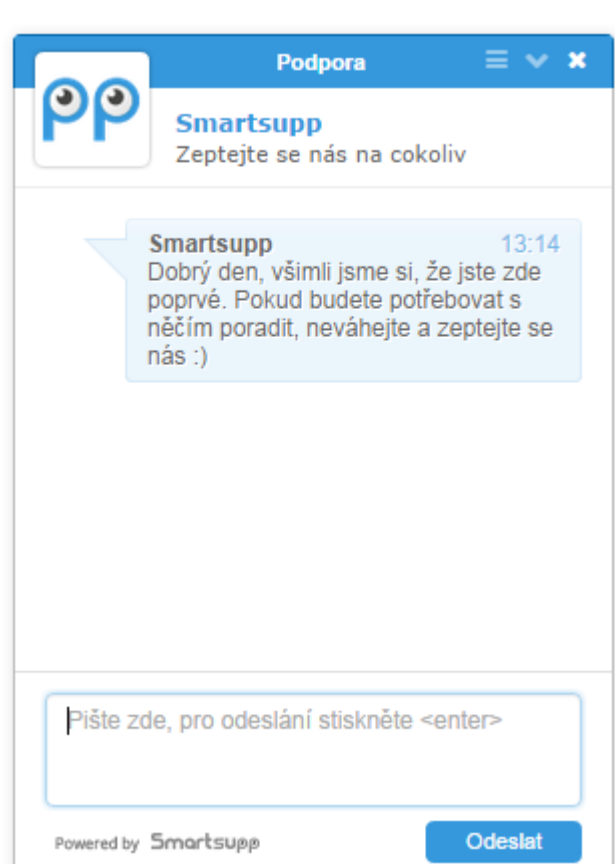 Podpora
pp
Smartsupp
Zeptejte se nás na cokoliv
Smartsupp 13:14
Dobrý den, všimli jsme si, že jste zde
poprvé. Pokud budete potřebovat s
něčím poradit, neváhejte a zeptejte se
nás :)
Pište zde, pro odeslání stiskněte <enter>
Powered by Smartsupp
Odeslat